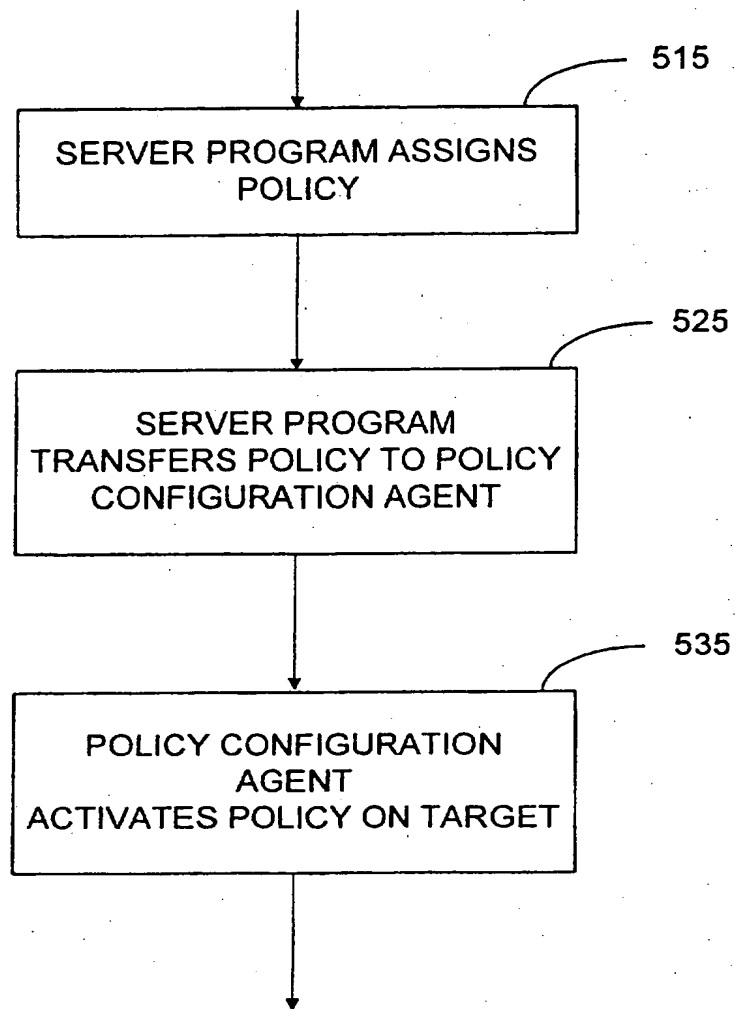 515
SERVER PROGRAM ASSIGNS
POLICY
525
SERVER PROGRAM
TRANSFERS POLICY TO POLICY
CONFIGURATION AGENT
535
POLICY CONFIGURATION
AGENT
ACTIVATES POLICY ON TARGET